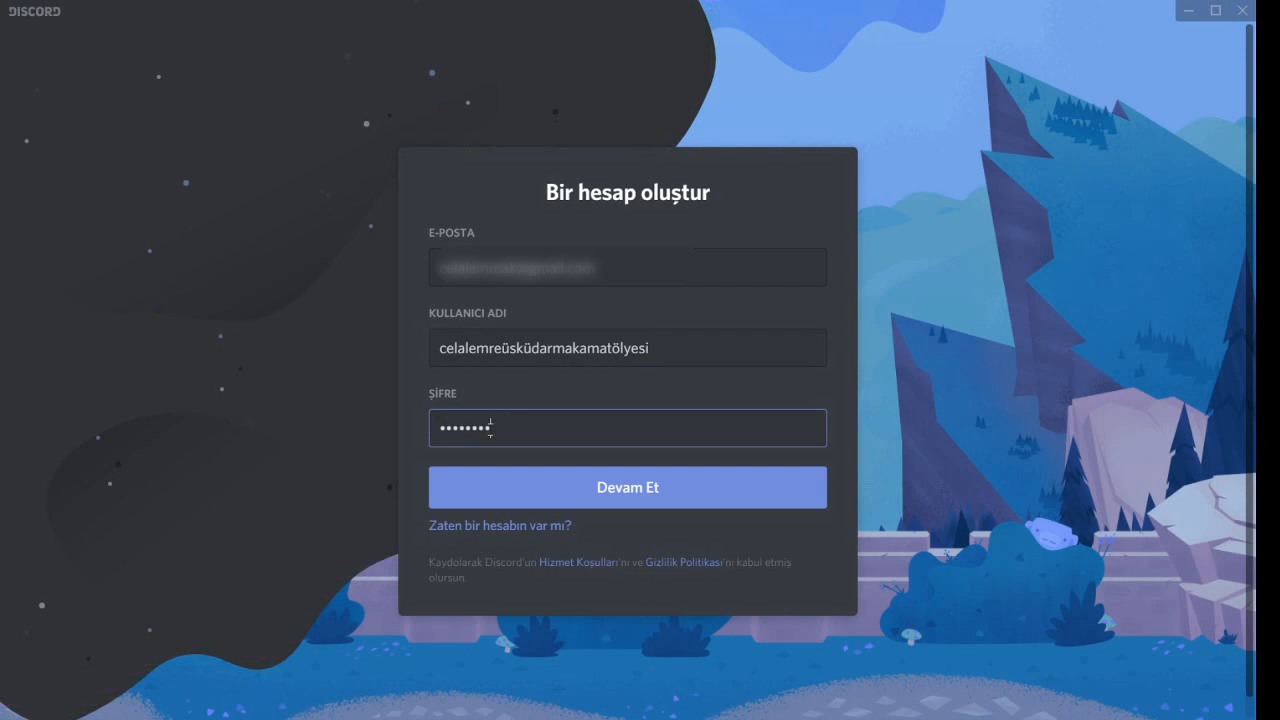 DISCORD
Bir hesap oluştur
E-POSTA
KULLANICI ADI
celalemreüsküdarmakamatölyesi
ŞİFRE
••••••••
Devam Et
Zaten bir hesabın var mı?
Kaydolarak Discord'un Hizmet Koşulları'nı ve Gizlilik Politikası'nı kabul etmiş
olursun.